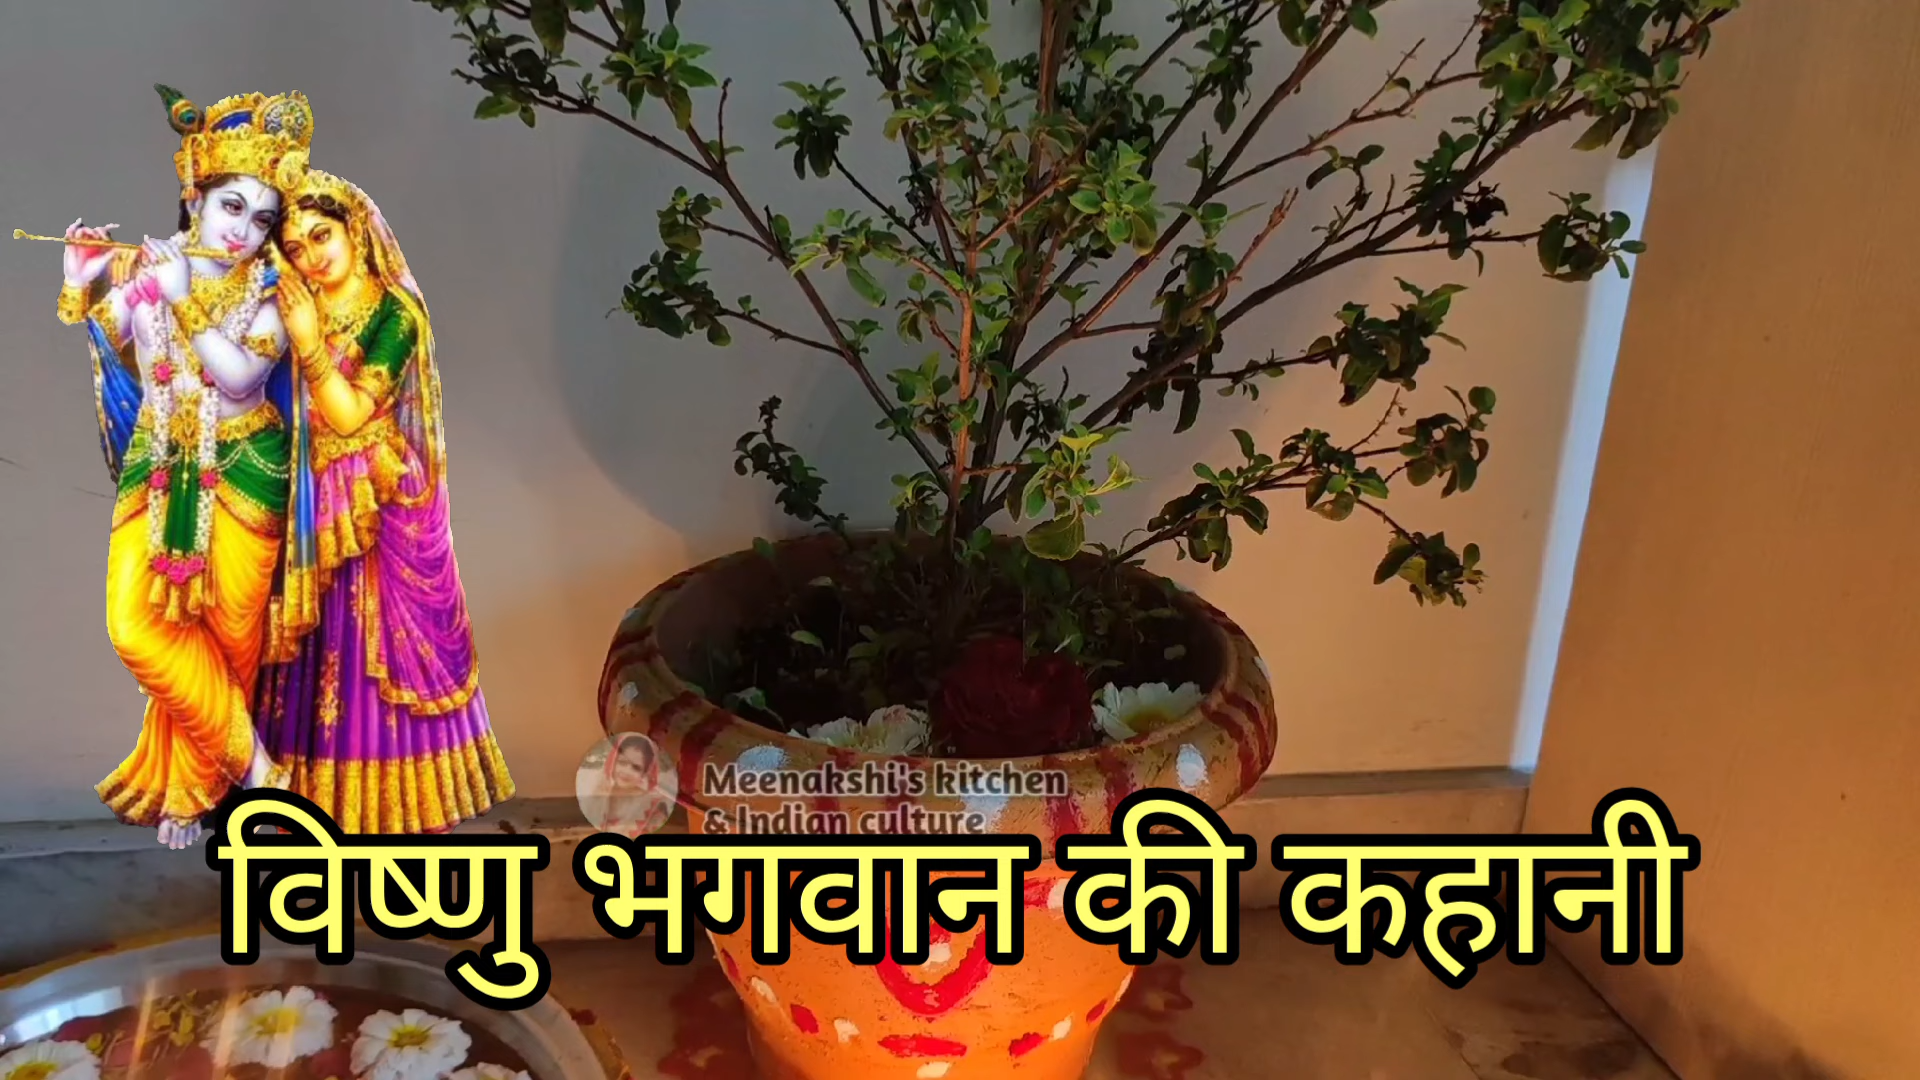 Meenakshi's kitchen
& Indian culture
विष्णु भगवान की कहानी